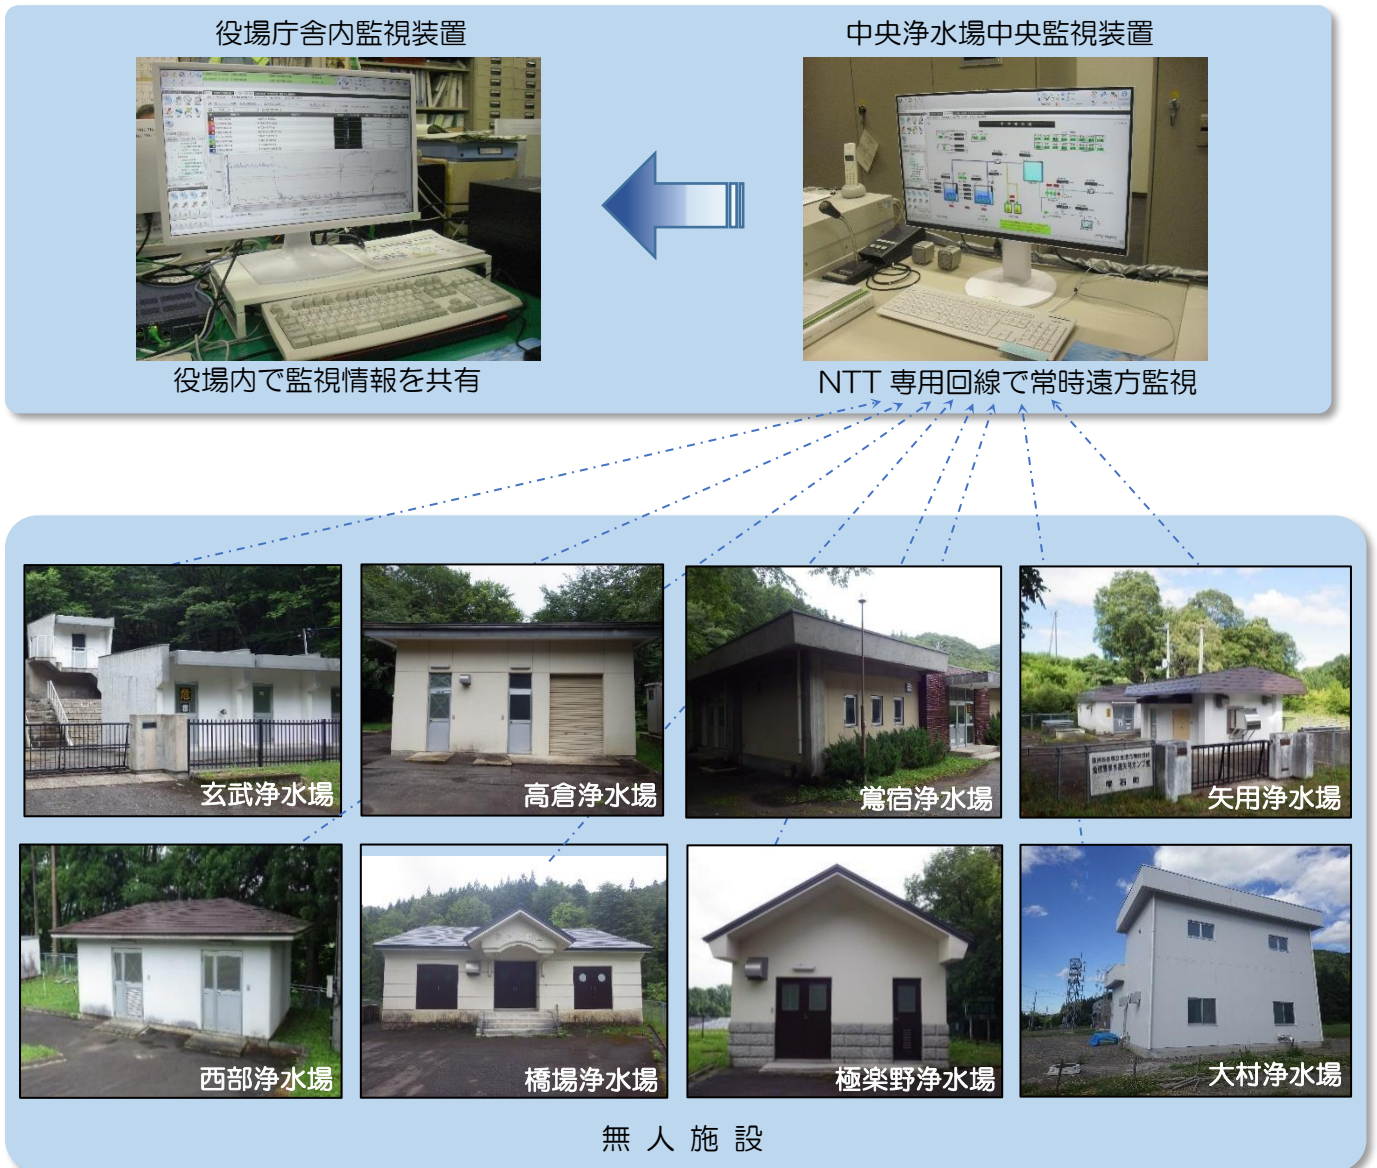 役場庁舎内監視装置
中央浄水場中央監視装置
役場内で監視情報を共有
NTT 専用回線で常時遠方監視
玄武浄水場
高倉浄水場
鶯宿浄水場
矢用浄水場
雫石町
西部浄水場
橋場浄水場
極楽野浄水場
大村浄水場
無人施設